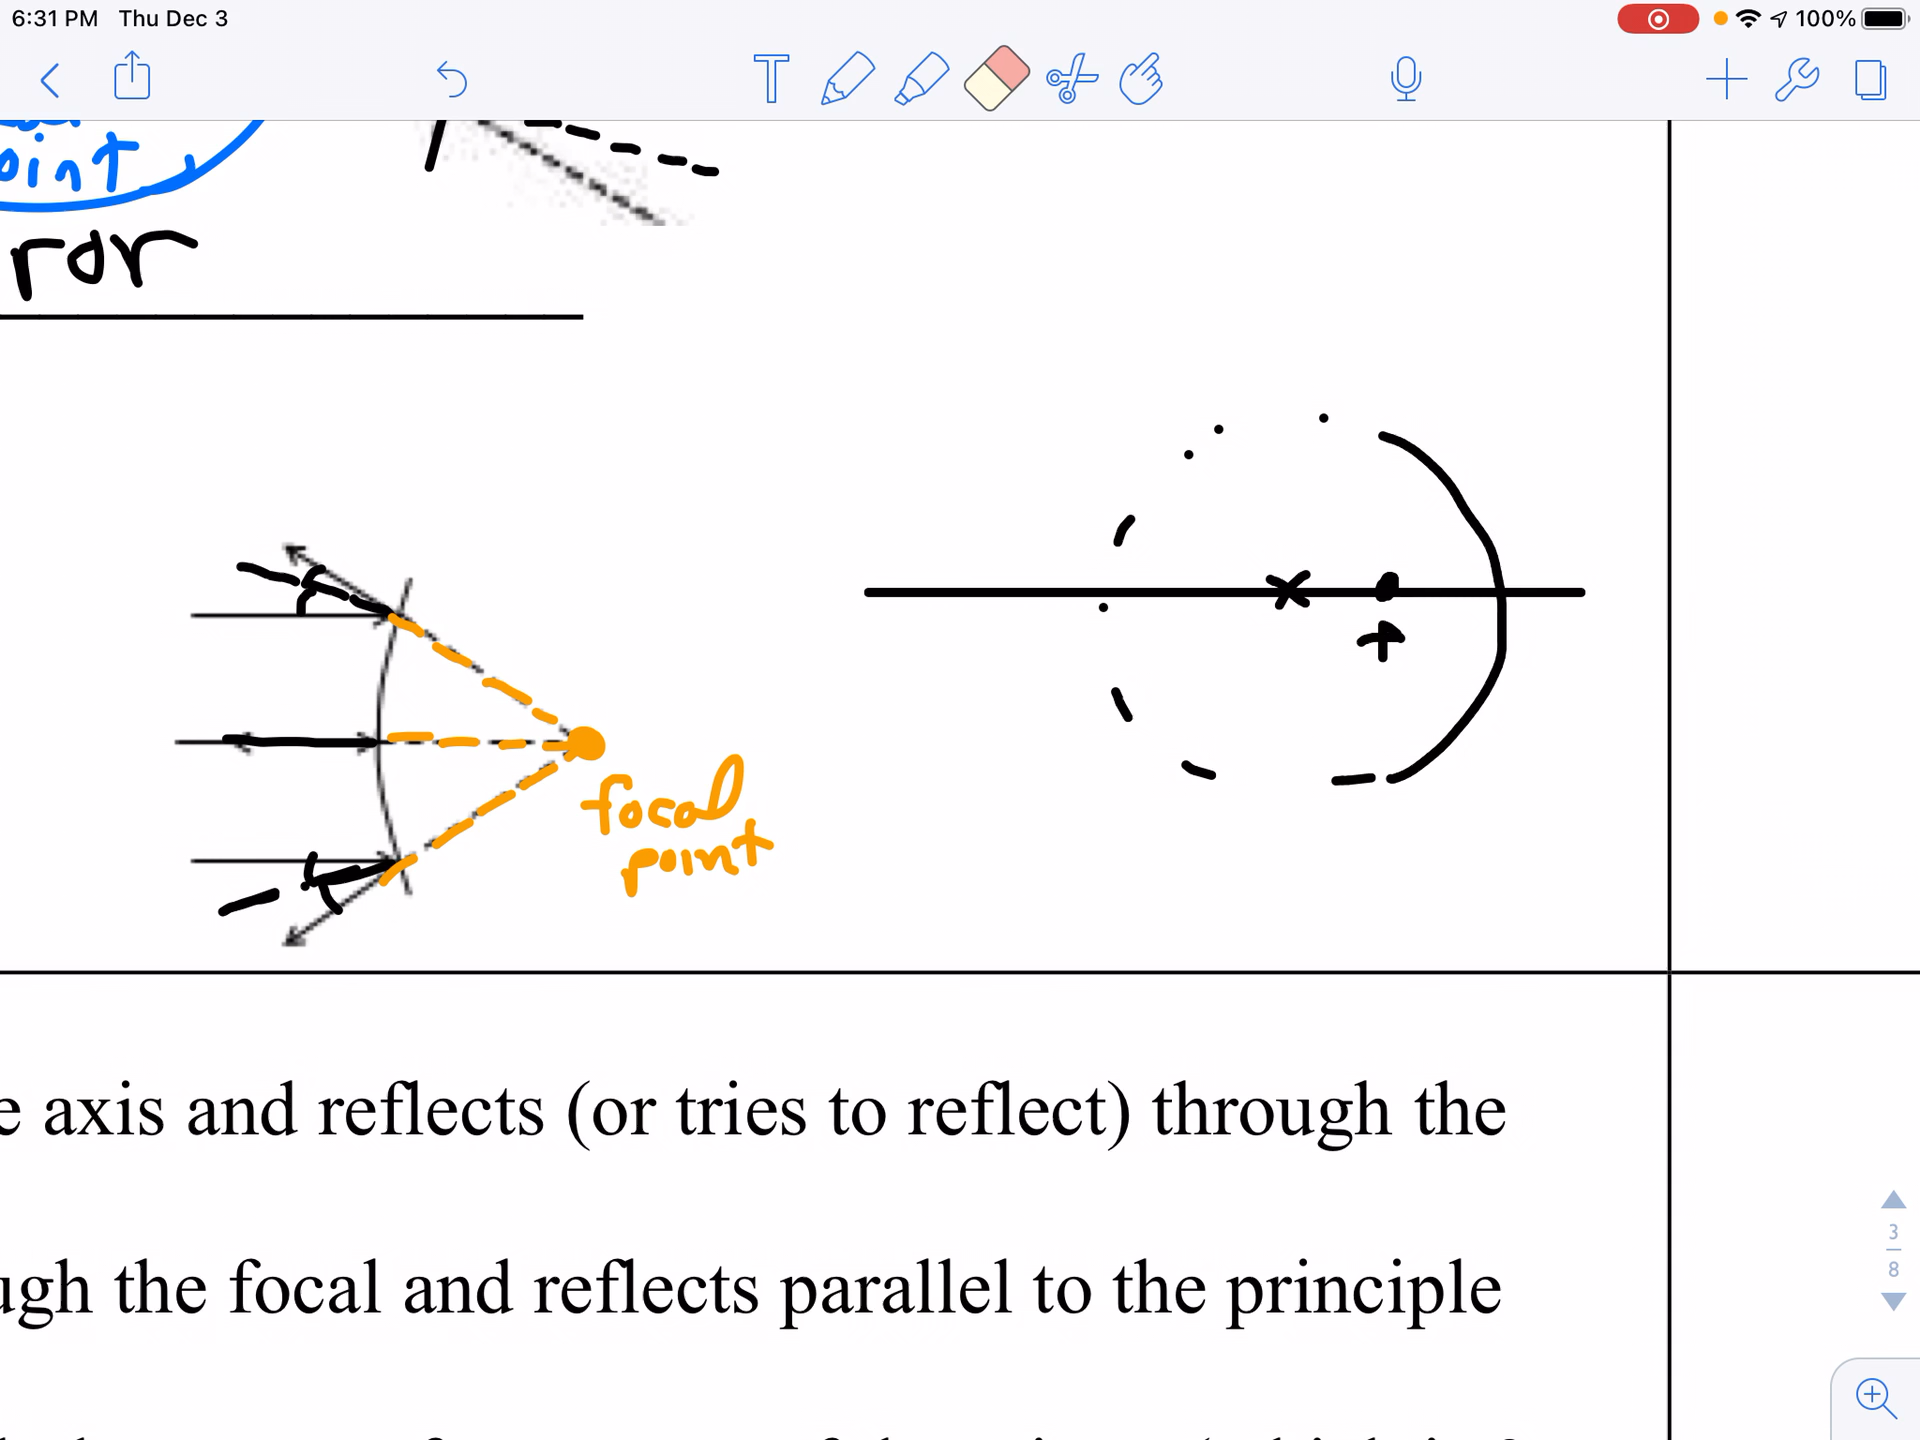 6:31 PM Thu Dec 3
100%
T
oint
ror
focal
point
e axis and reflects (or tries to reflect) through the
3
8
ugh the focal and reflects parallel to the principle